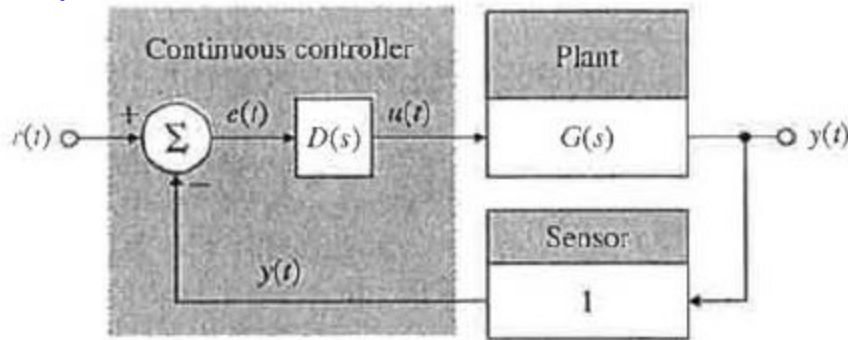 Continuous controller
Plant
r(t)
+
Σ
e(t)
D(s)
u(t)
G(s)
y(t)
−
Sensor
y(t)
1